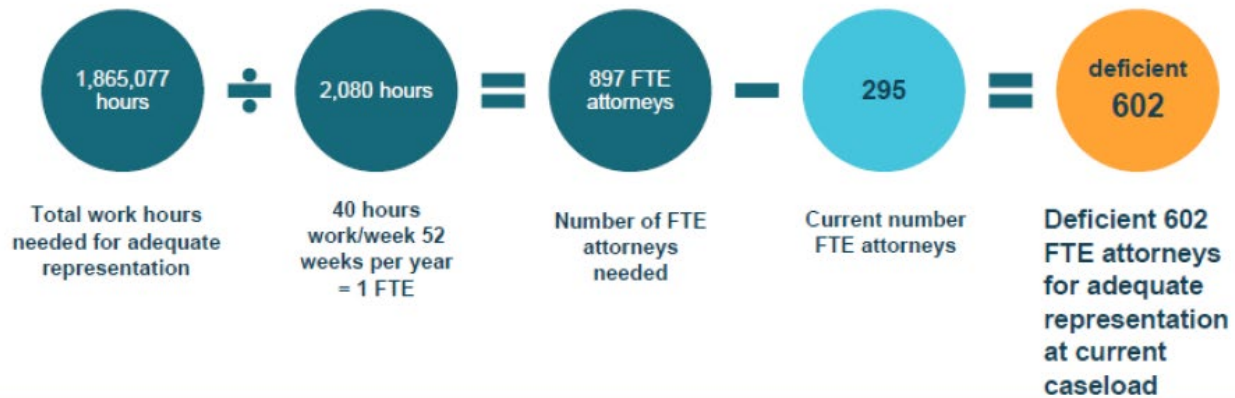 1,865,077
hours
÷
2,080 hours
=
897 FTE
attorneys
−
295
=
deficient
602
Total work hours
needed for adequate
representation
40 hours
work/week 52
weeks per year
= 1 FTE
Number of FTE
attorneys
needed
Current number
FTE attorneys
Deficient 602
FTE attorneys
for adequate
representation
at current
caseload